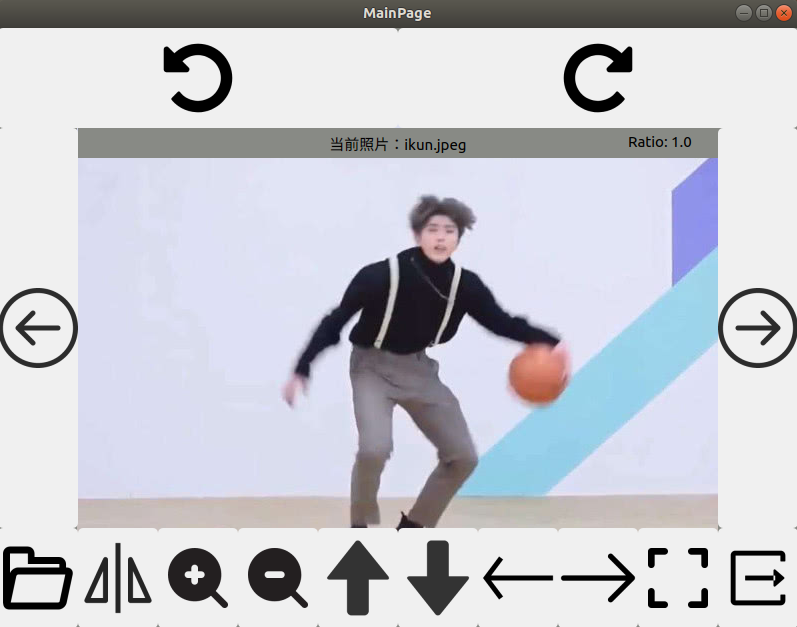 MainPage
当前照片：ikun.jpeg
Ratio: 1.0